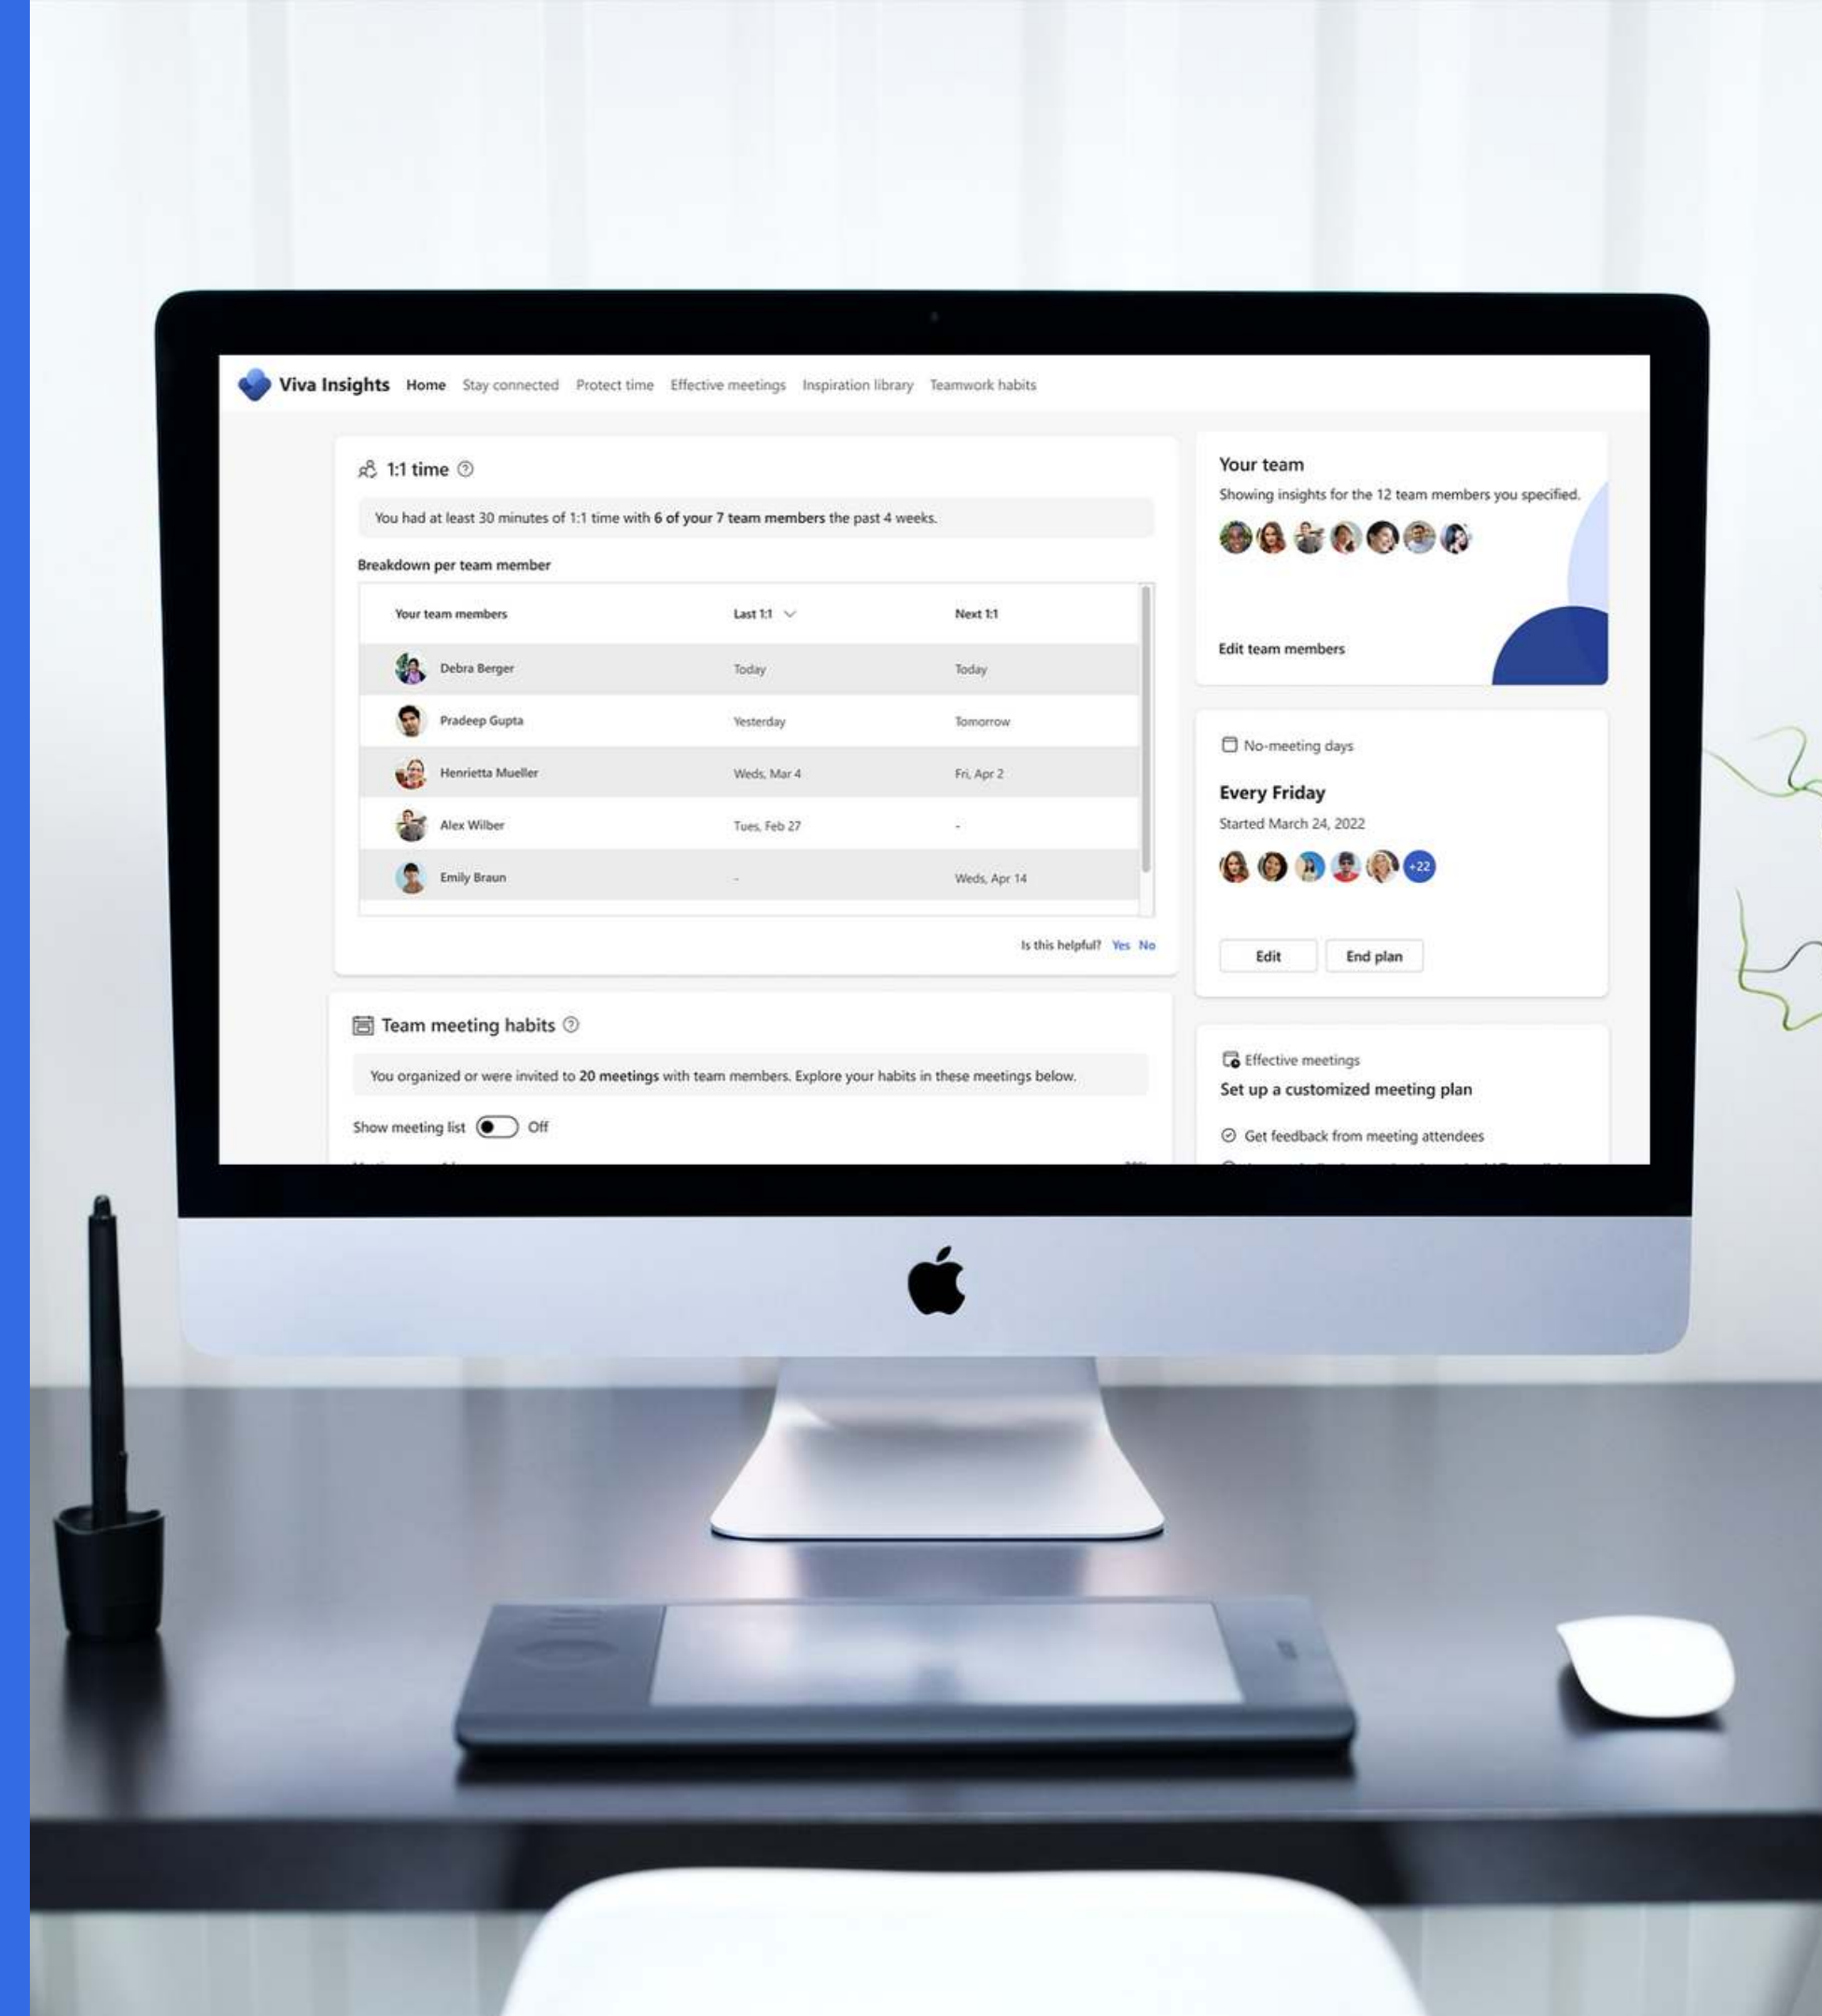 Viva Insights Home Stay connected Protect time Effective meetings Inspiration library Teamwork habits
1:1 time
You had at least 30 minutes of 1:1 time with 6 of your 7 team members the past 4 weeks.
Breakdown per team member
Your team members Last 1:1 Next 1:1
Debra Berger Today Today
Pradeep Gupta Yesterday Tomorrow
Henrietta Mueller Weds, Mar 4 Fri, Apr 2
Alex Wilber Tues, Feb 27 -
Emily Braun - Weds, Apr 14
Is this helpful? Yes No
Team meeting habits
You organized or were invited to 20 meetings with team members. Explore your habits in these meetings below.
Show meeting list Off
Your team
Showing insights for the 12 team members you specified.
Edit team members
No-meeting days
Every Friday
Started March 24, 2022
+22
Edit End plan
Effective meetings
Set up a customized meeting plan
Get feedback from meeting attendees